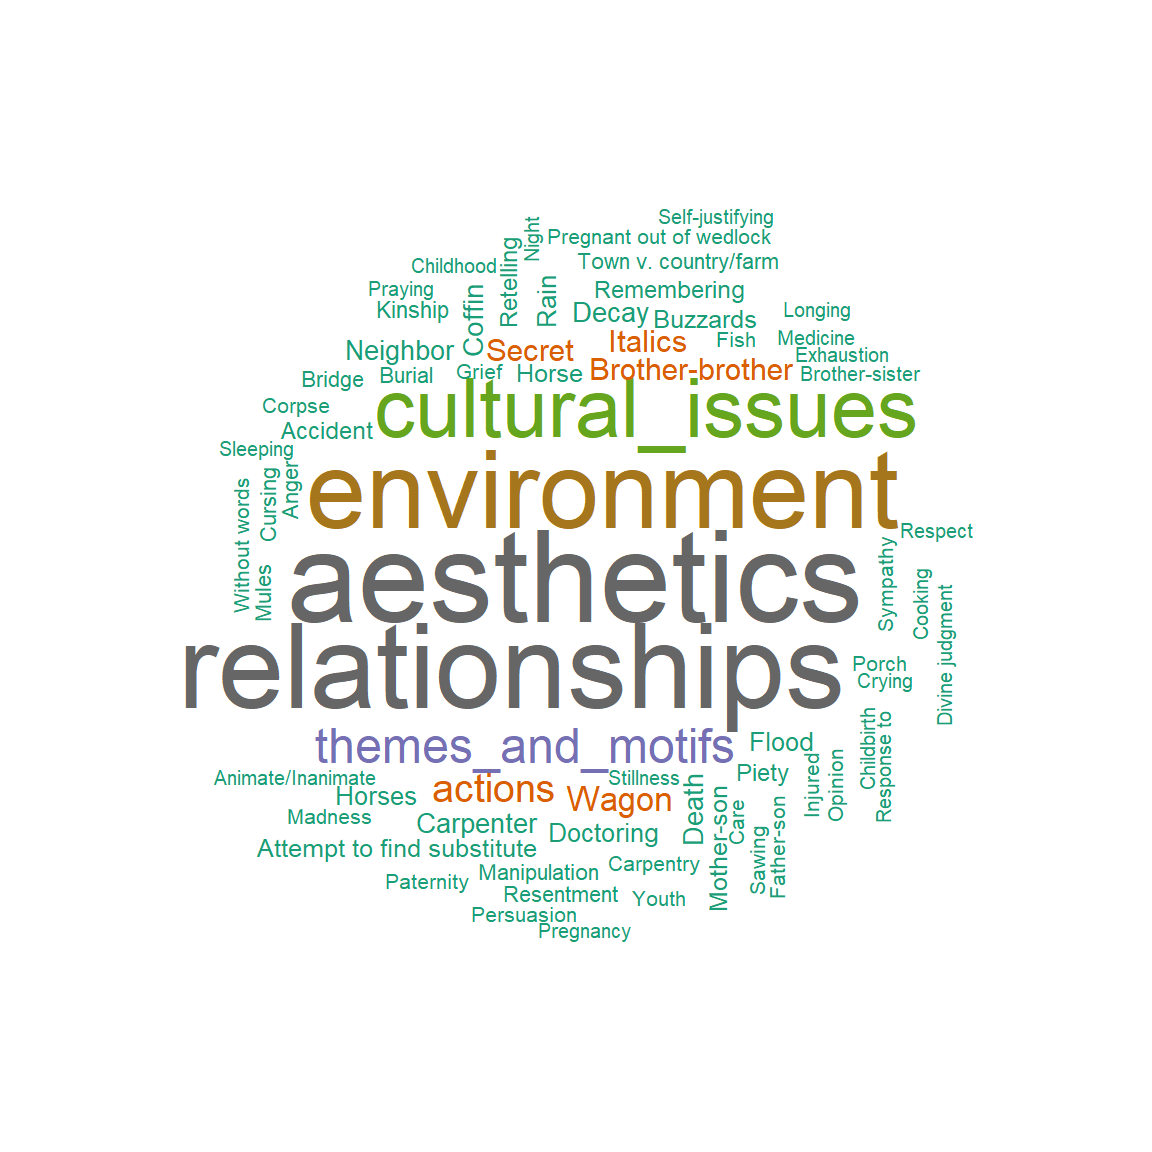 Self-justifying
Night
Pregnant out of wedlock
Childhood
Retelling
Town v. country/farm
Praying
Rain
Remembering
Kinship
Coffin
Decay
Buzzards
Longing
Neighbor
Secret
Italics
Fish
Medicine
Exhaustion
Bridge
Burial
Grief
Horse
Brother-brother
Brother-sister
Corpse
cultural_issues
Accident
Sleeping
Anger
Cursing
Without words
environment
Respect
Mules
aesthetics
Sympathy
Cooking
Divine judgment
relationships
Porch
Crying
themes_and_motifs
Flood
Childbirth
Response to
Animate/Inanimate
Stillness
Piety
Injured
Opinion
Horses
actions
Wagon
Death
Madness
Carpenter
Doctoring
Mother-son
Care
Father-son
Sawing
Attempt to find substitute
Paternity
Manipulation
Carpentry
Resentment
Youth
Persuasion
Pregnancy